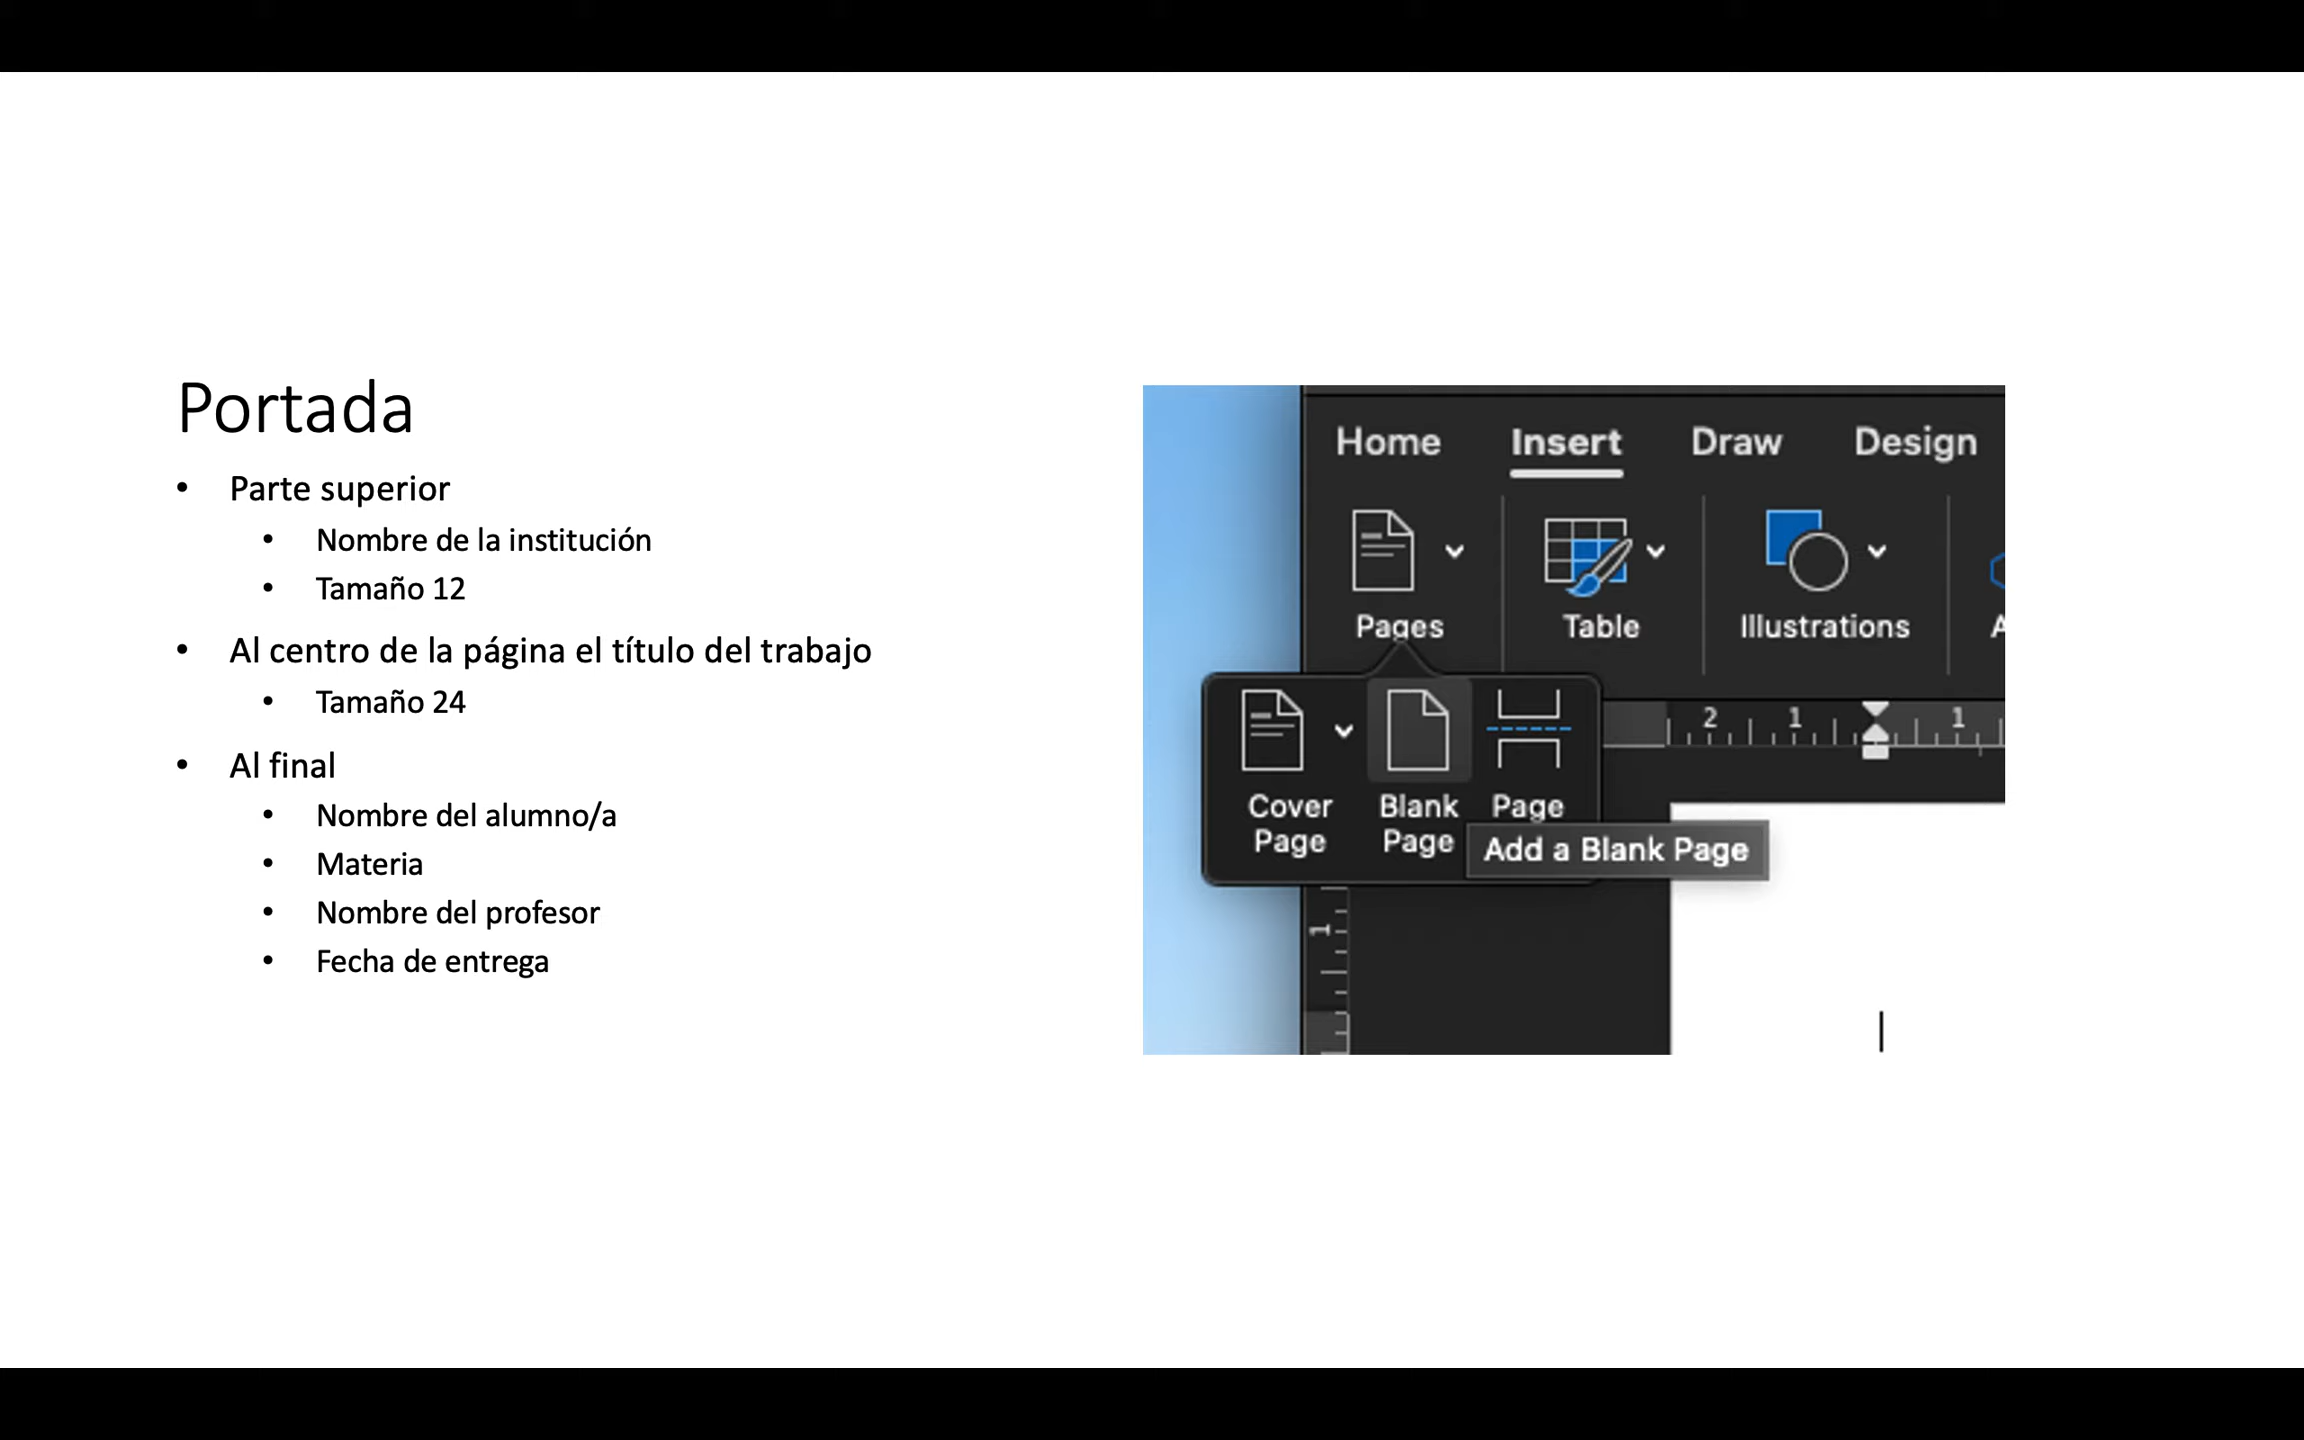 Portada
• Parte superior
• Nombre de la institución
• Tamaño 12
• Al centro de la página el título del trabajo
• Tamaño 24
• Al final
• Nombre del alumno/a
• Materia
• Nombre del profesor
• Fecha de entrega
Home Insert Draw Design
Pages Table Illustrations A
2 1 1
Cover Blank Page
Page Page
Add a Blank Page
1